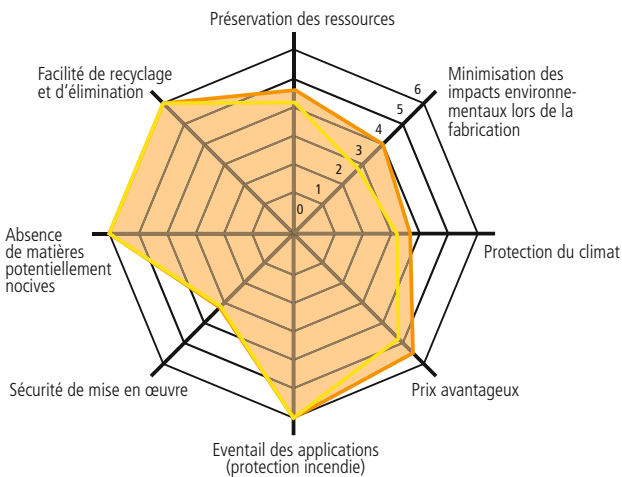 Préservation des ressources
Facilité de recyclage
et d'élimination
Minimisation des
impacts environne-
mentaux lors de la
fabrication
6
5
4
3
2
1
0
Absence
de matières
potentiellement
nocives
Protection du climat
Sécurité de mise en œuvre
Prix avantageux
Eventail des applications
(protection incendie)